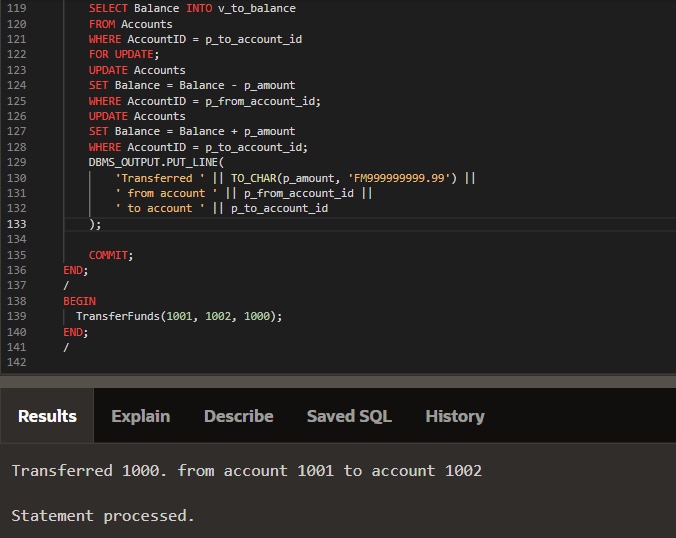 119 SELECT Balance INTO v_to_balance
120 FROM Accounts
121 WHERE AccountID = p_to_account_id
122 FOR UPDATE;
123 UPDATE Accounts
124 SET Balance = Balance - p_amount
125 WHERE AccountID = p_from_account_id;
126 UPDATE Accounts
127 SET Balance = Balance + p_amount
128 WHERE AccountID = p_to_account_id;
129 DBMS_OUTPUT.PUT_LINE(
130 'Transferred ' || TO_CHAR(p_amount, 'FM999999999.99') ||
131 ' from account ' || p_from_account_id ||
132 ' to account ' || p_to_account_id
133 );
134
135 COMMIT;
136 END;
137 /
138 BEGIN
139 TransferFunds(1001, 1002, 1000);
140 END;
141 /
142
Results Explain Describe Saved SQL History
Transferred 1000. from account 1001 to account 1002
Statement processed.